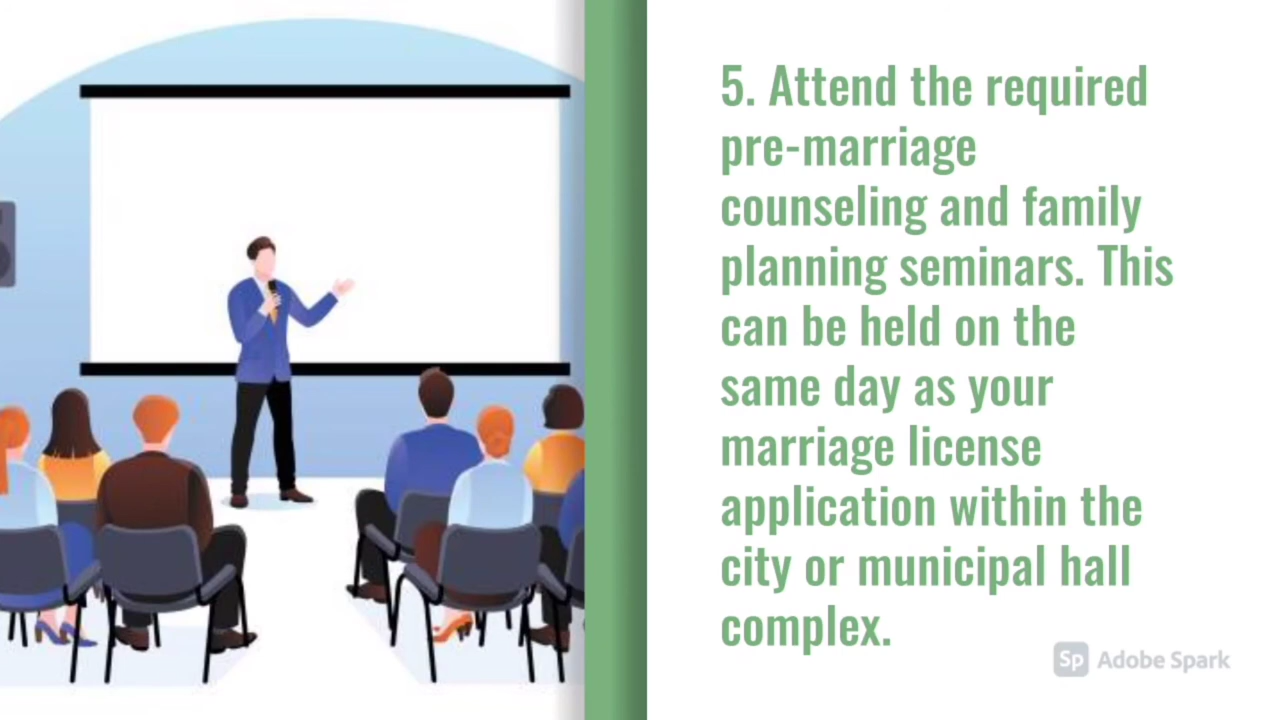 5. Attend the required
pre-marriage
counseling and family
planning seminars. This
can be held on the
same day as your
marriage license
application within the
city or municipal hall
complex.
Sp Adobe Spark